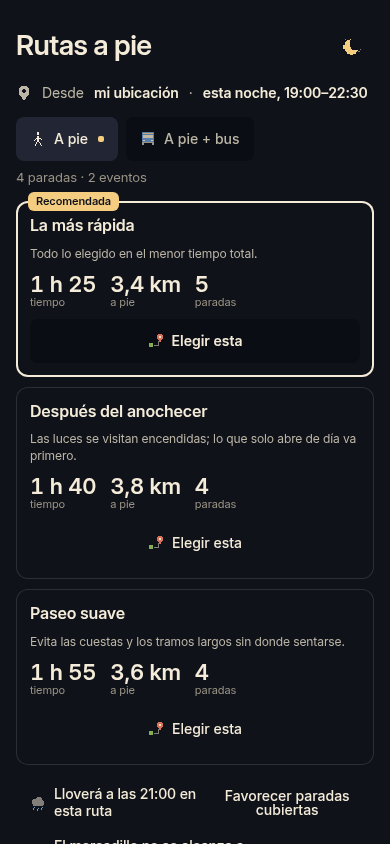 Rutas a pie
Desde mi ubicación · esta noche, 19:00–22:30
A pie
A pie + bus
4 paradas · 2 eventos
Recomendada
La más rápida
Todo lo elegido en el menor tiempo total.
1 h 25 3,4 km 5
tiempo a pie paradas
Elegir esta
Después del anochecer
Las luces se visitan encendidas; lo que solo abre de día va
primero.
1 h 40 3,8 km 4
tiempo a pie paradas
Elegir esta
Paseo suave
Evita las cuestas y los tramos largos sin donde sentarse.
1 h 55 3,6 km 4
tiempo a pie paradas
Elegir esta
Lloverá a las 21:00 en
esta ruta
Favorecer paradas
cubiertas